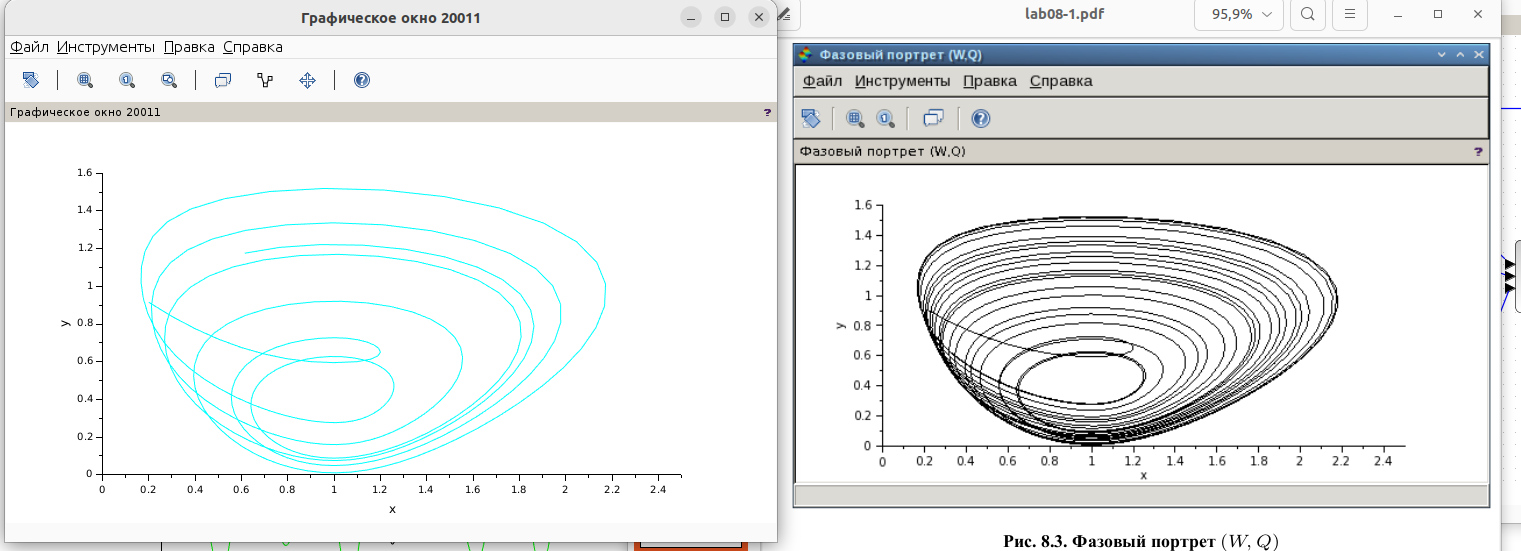 Графическое окно 20011
Файл Инструменты Правка Справка
Графическое окно 20011
?
1.6
1.4
1.2
1
0.8
0.6
0.4
0.2
0
y
0 0.2 0.4 0.6 0.8 1 1.2 1.4 1.6 1.8 2 2.2 2.4
x
lab08-1.pdf
95,9%
Фазовый портрет (W,Q)
Файл Инструменты Правка Справка
Фазовый портрет (W,Q)
?
1.6
1.4
1.2
1
0.8
0.6
0.4
0.2
0
y
0 0.2 0.4 0.6 0.8 1 1.2 1.4 1.6 1.8 2 2.2 2.4
x
Рис. 8.3. Фазовый портрет (W, Q)